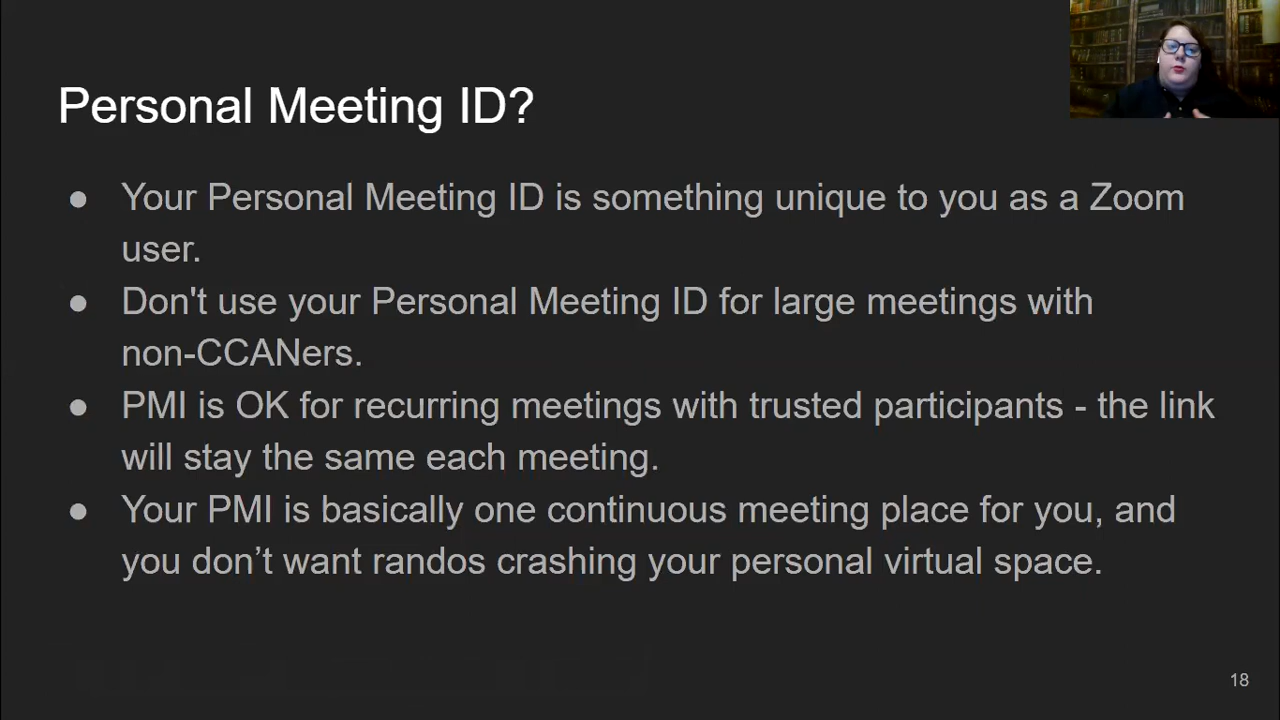 Personal Meeting ID?
● Your Personal Meeting ID is something unique to you as a Zoom
user.
● Don't use your Personal Meeting ID for large meetings with
non-CCANers.
● PMI is OK for recurring meetings with trusted participants - the link
will stay the same each meeting.
● Your PMI is basically one continuous meeting place for you, and
you don’t want randos crashing your personal virtual space.
18